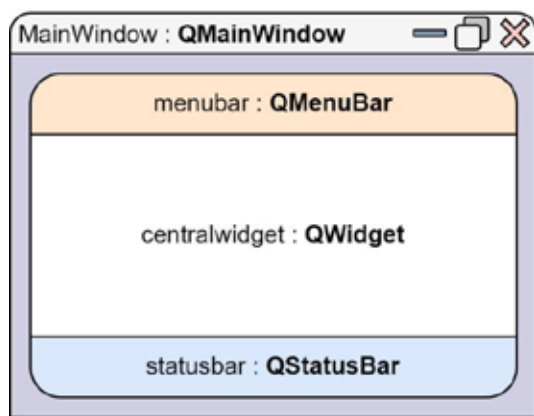 MainWindow : QMainWindow
menubar : QMenuBar
centralwidget : QWidget
statusbar : QStatusBar